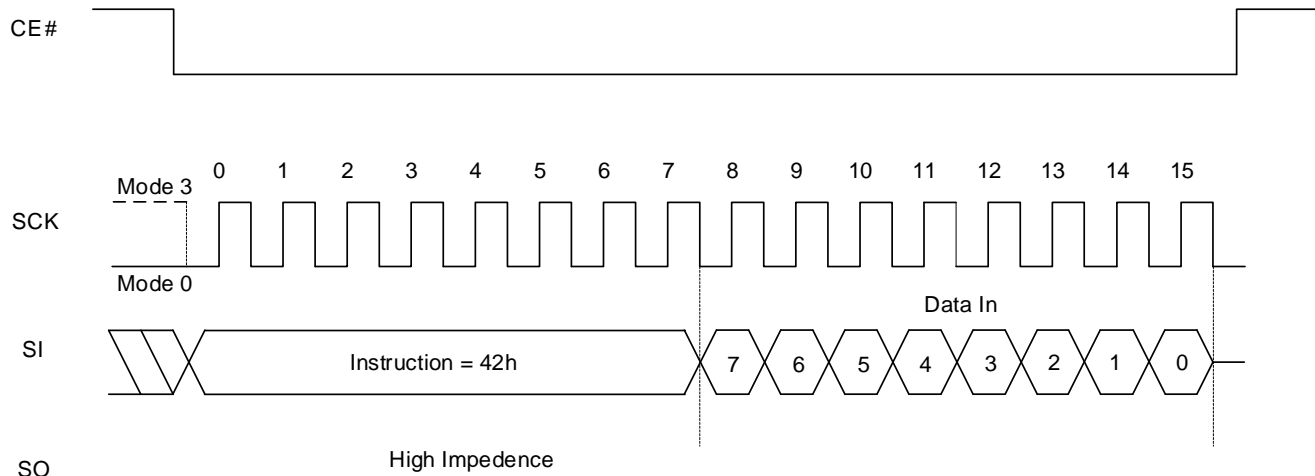 CE#
0 1 2 3 4 5 6 7 8 9 10 11 12 13 14 15
Mode 3
SCK
Mode 0
Data In
SI
Instruction = 42h
7 6 5 4 3 2 1 0
High Impedence
SO